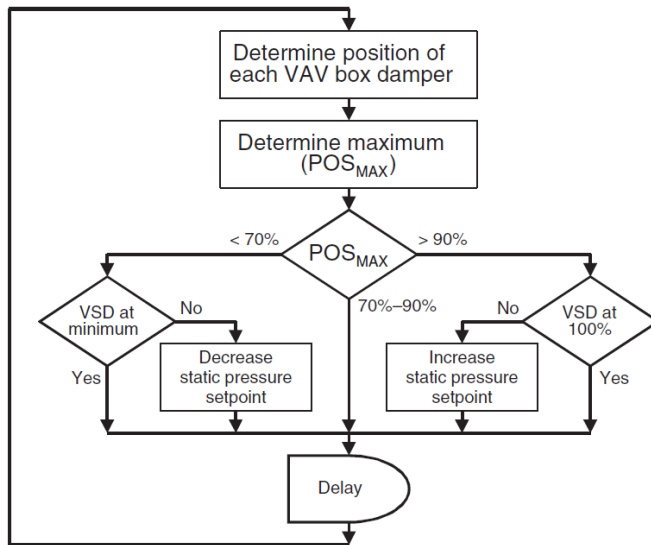 Determine position of
each VAV box damper
Determine maximum
(POSMAX)
< 70%
POSMAX
> 90%
70%–90%
VSD at
minimum
No
Yes
Decrease
static pressure
setpoint
No
VSD at
100%
Yes
Increase
static pressure
setpoint
Delay